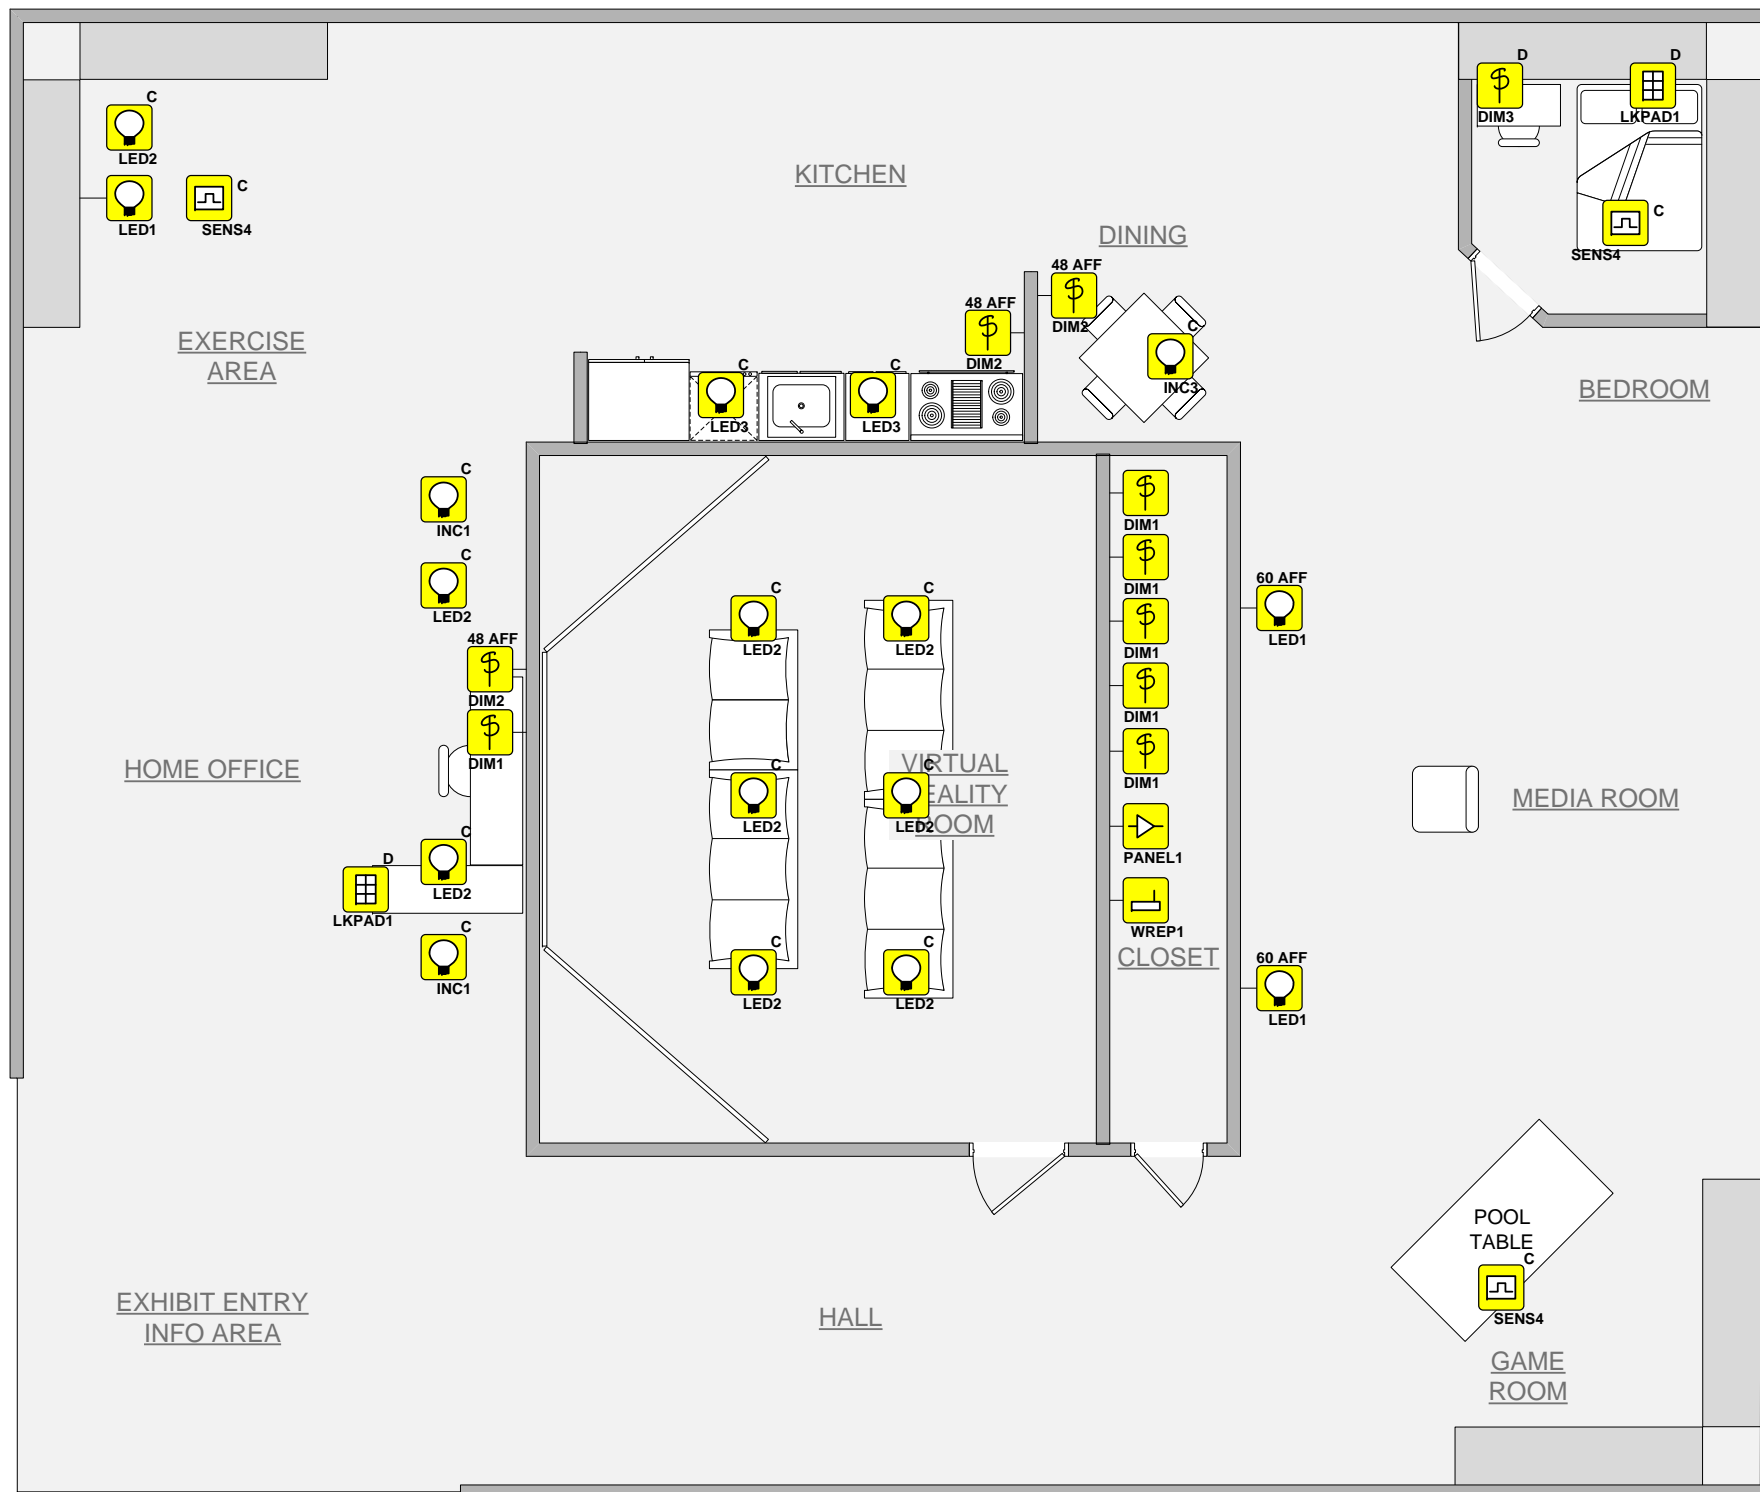 D
DIM3
D
LKPAD1
C
LED2
LED1
C
SENS4
KITCHEN
C
SENS4
DINING
48 AFF
DIM2
48 AFF
DIM2
C
INC3
EXERCISE
AREA
C
LED3
C
LED3
BEDROOM
C
INC1
C
LED2
48 AFF
DIM2
DIM1
HOME OFFICE
C
LED2
D
LKPAD1
C
INC1
C
LED2
C
LED2
C
LED2
C
LED2
C
LED2
C
LED2
VIRTUAL
EALITY
OOM
DIM1
DIM1
DIM1
DIM1
DIM1
PANEL1
WREP1
CLOSET
60 AFF
LED1
60 AFF
LED1
MEDIA ROOM
POOL
TABLE
C
SENS4
GAME
ROOM
EXHIBIT ENTRY
INFO AREA
HALL